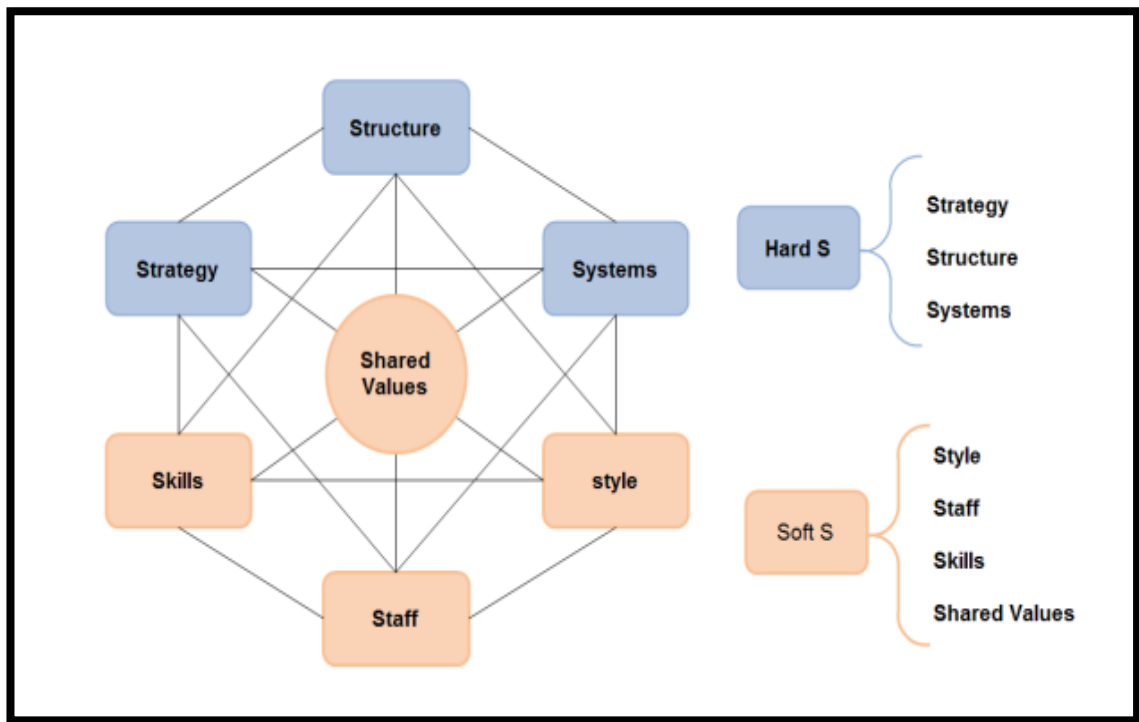 Structure
Strategy
Systems
Shared
Values
Skills
style
Staff
Hard S
Strategy
Structure
Systems
Soft S
Style
Staff
Skills
Shared Values